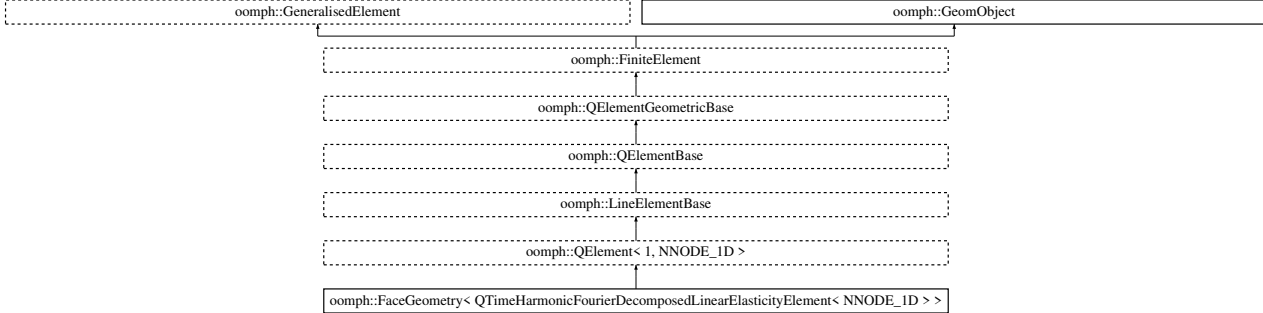 oomph::GeneralisedElement
oomph::GeomObject
oomph::FiniteElement
oomph::QElementGeometricBase
oomph::QElementBase
oomph::LineElementBase
oomph::QElement< 1, NNODE_1D >
oomph::FaceGeometry< QTimeHarmonicFourierDecomposedLinearElasticityElement< NNODE_1D > >